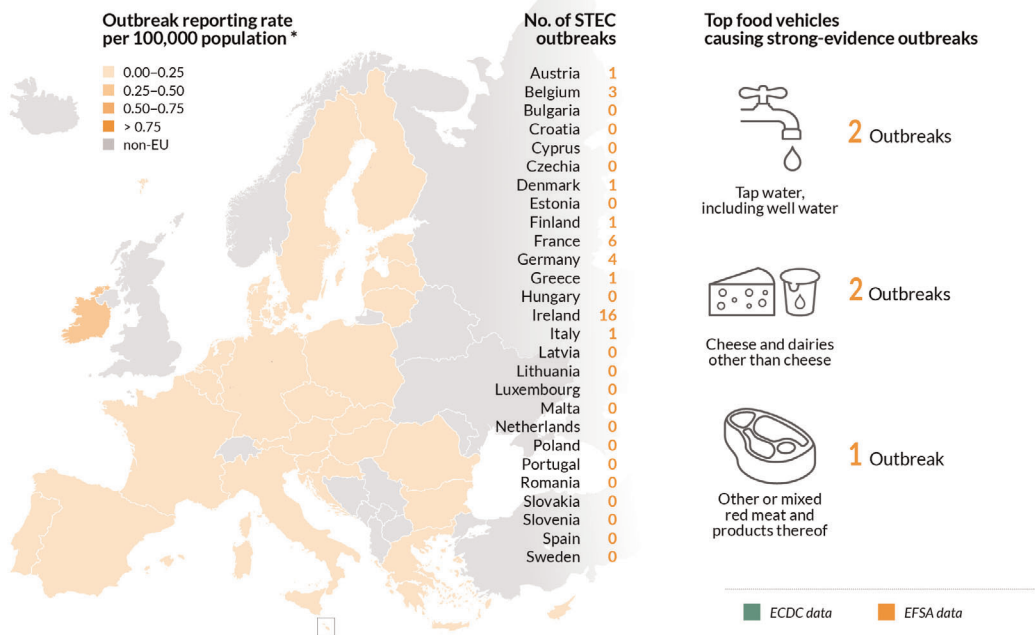 Outbreak reporting rate
per 100,000 population *
0.00–0.25
0.25–0.50
0.50–0.75
> 0.75
non-EU
No. of STEC
outbreaks
Austria 1
Belgium 3
Bulgaria 0
Croatia 0
Cyprus 0
Czechia 0
Denmark 1
Estonia 0
Finland 1
France 6
Germany 4
Greece 1
Hungary 0
Ireland 16
Italy 1
Latvia 0
Lithuania 0
Luxembourg 0
Malta 0
Netherlands 0
Poland 0
Portugal 0
Romania 0
Slovakia 0
Slovenia 0
Spain 0
Sweden 0
Top food vehicles
causing strong-evidence outbreaks
2 Outbreaks
Tap water,
including well water
2 Outbreaks
Cheese and dairies
other than cheese
1 Outbreak
Other or mixed
red meat and
products thereof
ECDC data
EFSA data